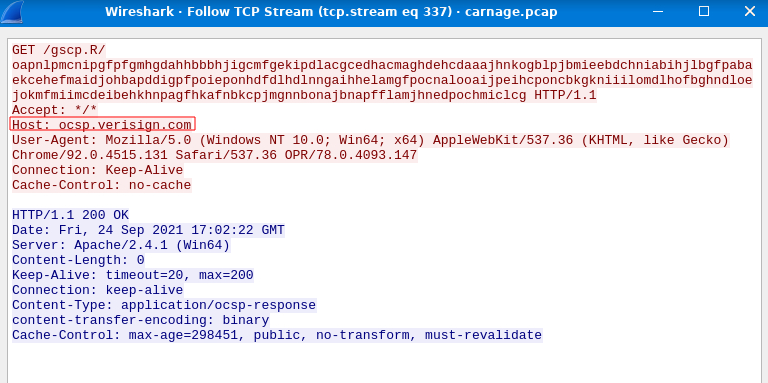 Wireshark · Follow TCP Stream (tcp.stream eq 337) · carnage.pcap
GET /gscp.R/
oapnlpmcnipgfpfgmhgdahhbbbbhjigcmfgekipdlacgcedhacmaghdehcdaaajhnkogblpjbmieebdchniabihjlbgfpaba
aekcehefmaidjohbapddigpfpoieponhdfdlhdlnngaihhelamgfpocnalooaijpeihcponcbkgkniiilomdlhofbghndloe
jokmfmiimcdeibehkhnpagfhkafnbkcpjmgnnbonajbnapfflamjhnedpochmiclcg HTTP/1.1
Accept: */*
Host: ocsp.verisign.com
User-Agent: Mozilla/5.0 (Windows NT 10.0; Win64; x64) AppleWebKit/537.36 (KHTML, like Gecko)
Chrome/92.0.4515.131 Safari/537.36 OPR/78.0.4093.147
Connection: Keep-Alive
Cache-Control: no-cache
HTTP/1.1 200 OK
Date: Fri, 24 Sep 2021 17:02:22 GMT
Server: Apache/2.4.1 (Win64)
Content-Length: 0
Keep-Alive: timeout=20, max=200
Connection: keep-alive
Content-Type: application/ocsp-response
content-transfer-encoding: binary
Cache-Control: max-age=298451, public, no-transform, must-revalidate